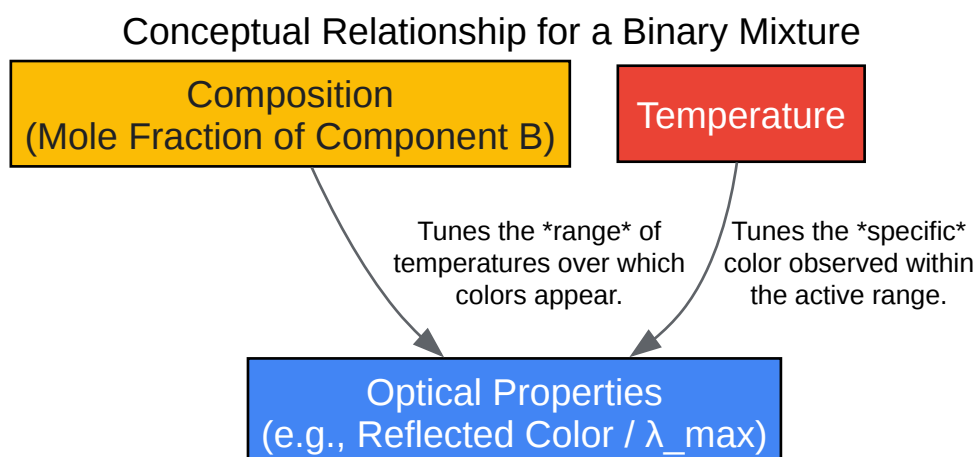 Conceptual Relationship for a Binary Mixture
Composition
(Mole Fraction of Component B)
Temperature
Tunes the *range* of
temperatures over which
colors appear.
Tunes the *specific*
color observed within
the active range.
Optical Properties
(e.g., Reflected Color / λ_max)